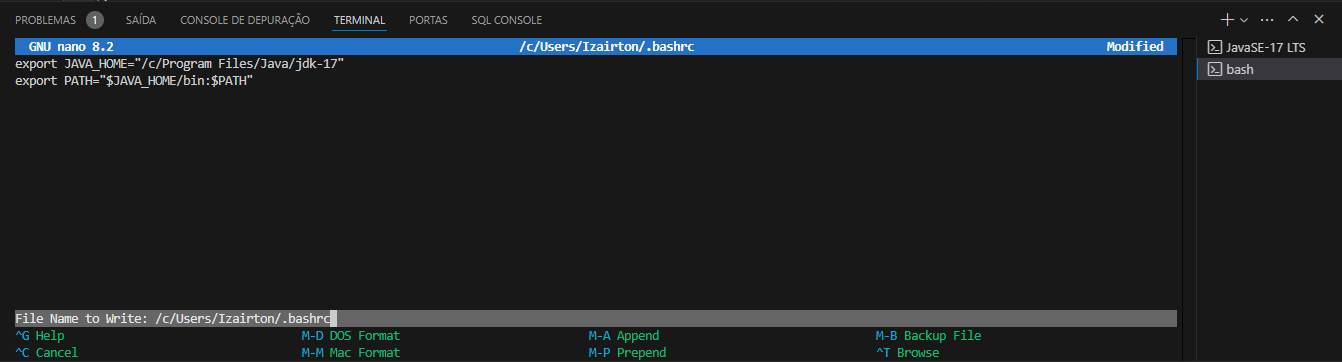 PROBLEMAS 1 SAÍDA CONSOLE DE DEPURAÇÃO TERMINAL PORTAS SQL CONSOLE
GNU nano 8.2 /c/Users/Izairton/.bashrc Modified
export JAVA_HOME="/c/Program Files/Java/jdk-17"
export PATH="$JAVA_HOME/bin:$PATH"
File Name to Write: /c/Users/Izairton/.bashrc
^G Help M-D DOS Format M-A Append M-B Backup File
^C Cancel M-M Mac Format M-P Prepend ^T Browse
JavaSE-17 LTS
bash